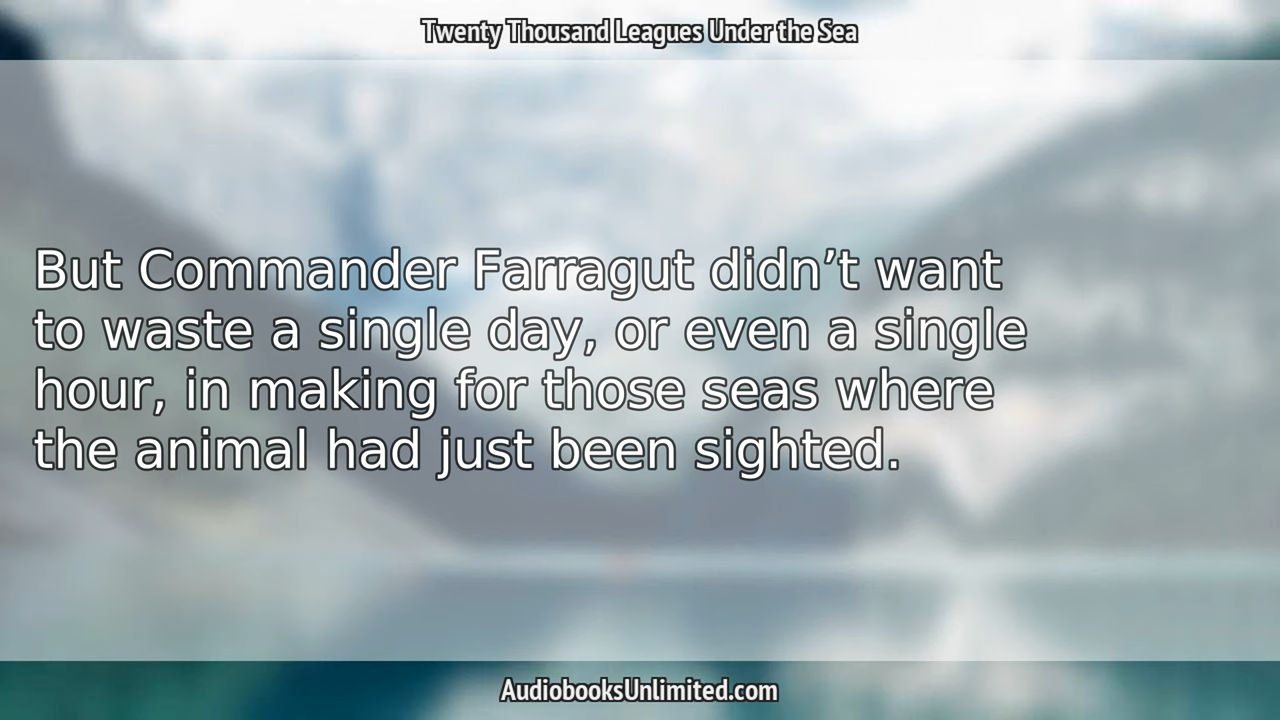 Twenty Thousand Leagues Under the Sea
But Commander Farragut didn’t want
to waste a single day, or even a single
hour, in making for those seas where
the animal had just been sighted.
AudiobooksUnlimited.com